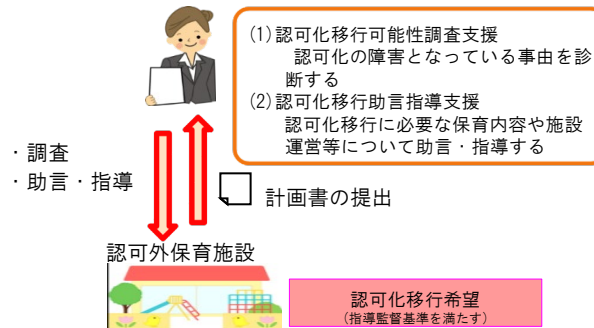 (1)認可化移行可能性調査支援
認可化の障害となっている事由を診
断する
(2)認可化移行助言指導支援
認可化移行に必要な保育内容や施設
運営等について助言・指導する
・調査
・助言・指導
計画書の提出
認可外保育施設
認可化移行希望
(指導監督基準を満たす)